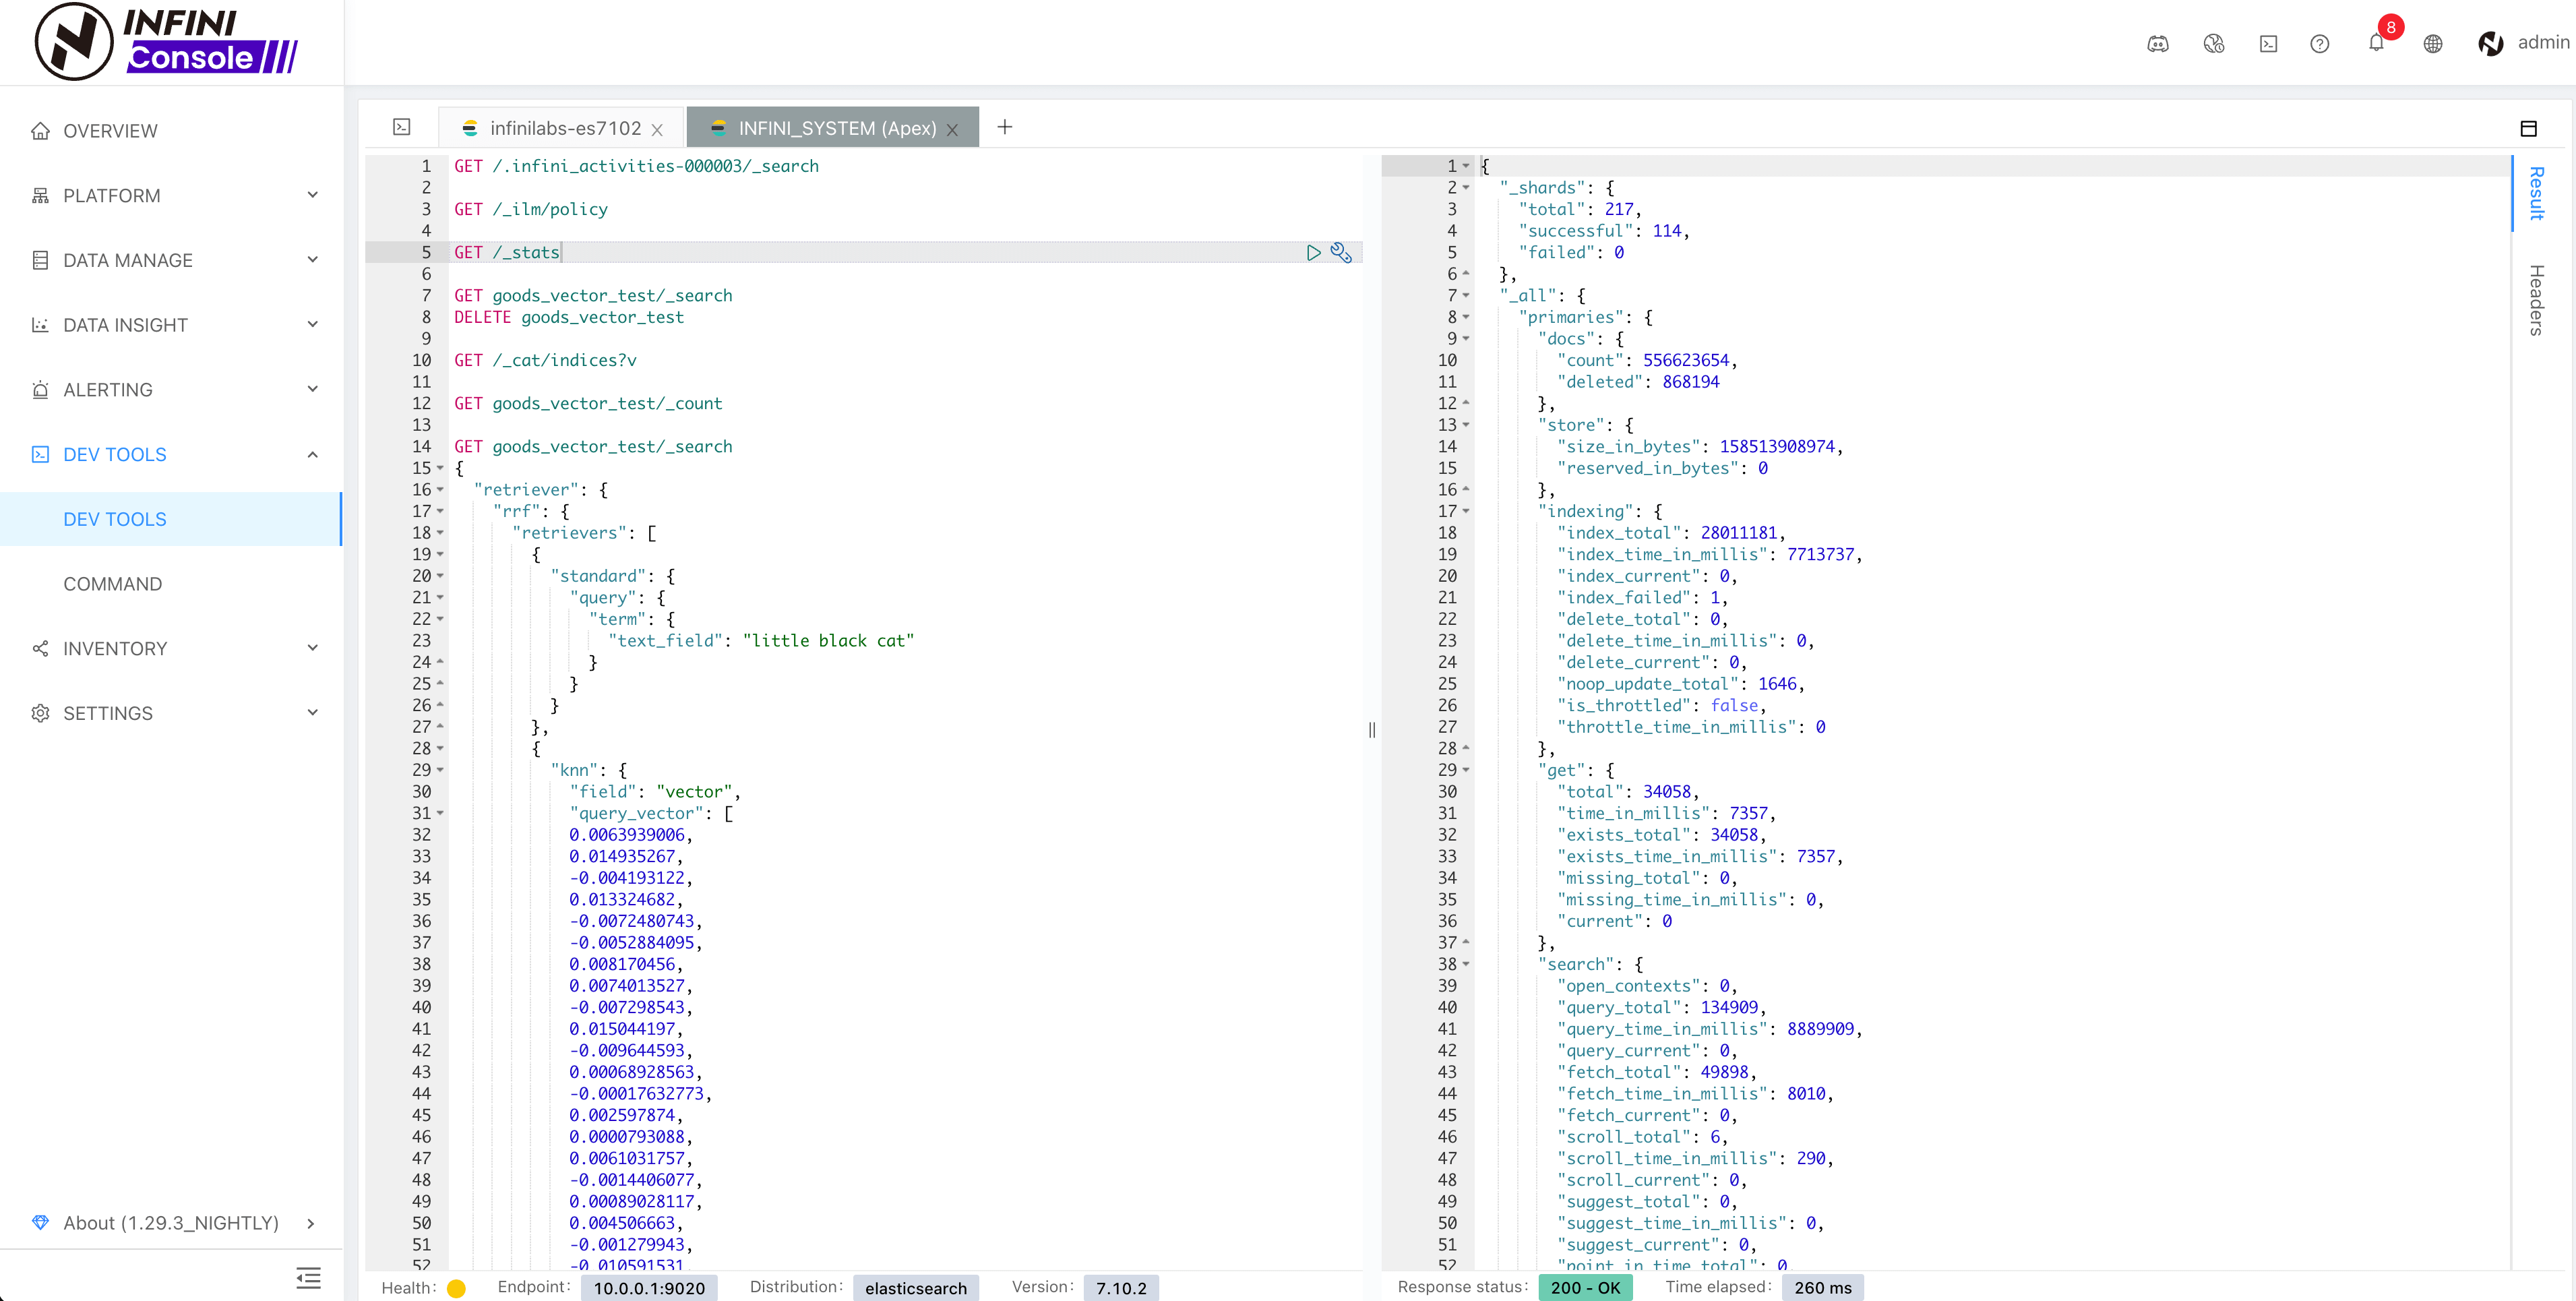 INFINI
Console
8
admin
OVERVIEW
PLATFORM
DATA MANAGE
DATA INSIGHT
ALERTING
DEV TOOLS
DEV TOOLS
COMMAND
INVENTORY
SETTINGS
About (1.29.3_NIGHTLY)
infinilabs-es7102
INFINI_SYSTEM (Apex)
1 GET /.infini_activities-000003/_search
2
3 GET /_ilm/policy
4
5 GET /_stats
6
7 GET goods_vector_test/_search
8 DELETE goods_vector_test
9
10 GET /_cat/indices?v
11
12 GET goods_vector_test/_count
13
14 GET goods_vector_test/_search
15 {
16 "retriever": {
17 "rrf": {
18 "retrievers": [
19 {
20 "standard": {
21 "query": {
22 "term": {
23 "text_field": "little black cat"
24 }
25 }
26 }
27 },
28 {
29 "knn": {
30 "field": "vector",
31 "query_vector": [
32 0.0063939006,
33 0.014935267,
34 -0.004193122,
35 0.013324682,
36 -0.0072480743,
37 -0.0052884095,
38 0.008170456,
39 0.0074013527,
40 -0.007298543,
41 0.015044197,
42 -0.009644593,
43 0.00068928563,
44 -0.00017632773,
45 0.002597874,
46 0.0000793088,
47 0.0061031757,
48 -0.0014406077,
49 0.00089028117,
50 0.004506663,
51 -0.001279943,
52 -0.010591531,
1 {
2 "_shards": {
3 "total": 217,
4 "successful": 114,
5 "failed": 0
6 },
7 "_all": {
8 "primaries": {
9 "docs": {
10 "count": 556623654,
11 "deleted": 868194
12 },
13 "store": {
14 "size_in_bytes": 158513908974,
15 "reserved_in_bytes": 0
16 },
17 "indexing": {
18 "index_total": 28011181,
19 "index_time_in_millis": 7713737,
20 "index_current": 0,
21 "index_failed": 1,
22 "delete_total": 0,
23 "delete_time_in_millis": 0,
24 "delete_current": 0,
25 "noop_update_total": 1646,
26 "is_throttled": false,
27 "throttle_time_in_millis": 0
28 },
29 "get": {
30 "total": 34058,
31 "time_in_millis": 7357,
32 "exists_total": 34058,
33 "exists_time_in_millis": 7357,
34 "missing_total": 0,
35 "missing_time_in_millis": 0,
36 "current": 0
37 },
38 "search": {
39 "open_contexts": 0,
40 "query_total": 134909,
41 "query_time_in_millis": 8889909,
42 "query_current": 0,
43 "fetch_total": 49898,
44 "fetch_time_in_millis": 8010,
45 "fetch_current": 0,
46 "scroll_total": 6,
47 "scroll_time_in_millis": 290,
48 "scroll_current": 0,
49 "suggest_total": 0,
50 "suggest_time_in_millis": 0,
51 "suggest_current": 0,
52 "point_in_time_total": 0,
Result
Headers
Health:
Endpoint: 10.0.0.1:9020
Distribution: elasticsearch
Version: 7.10.2
Response status: 200 - OK
Time elapsed: 260 ms